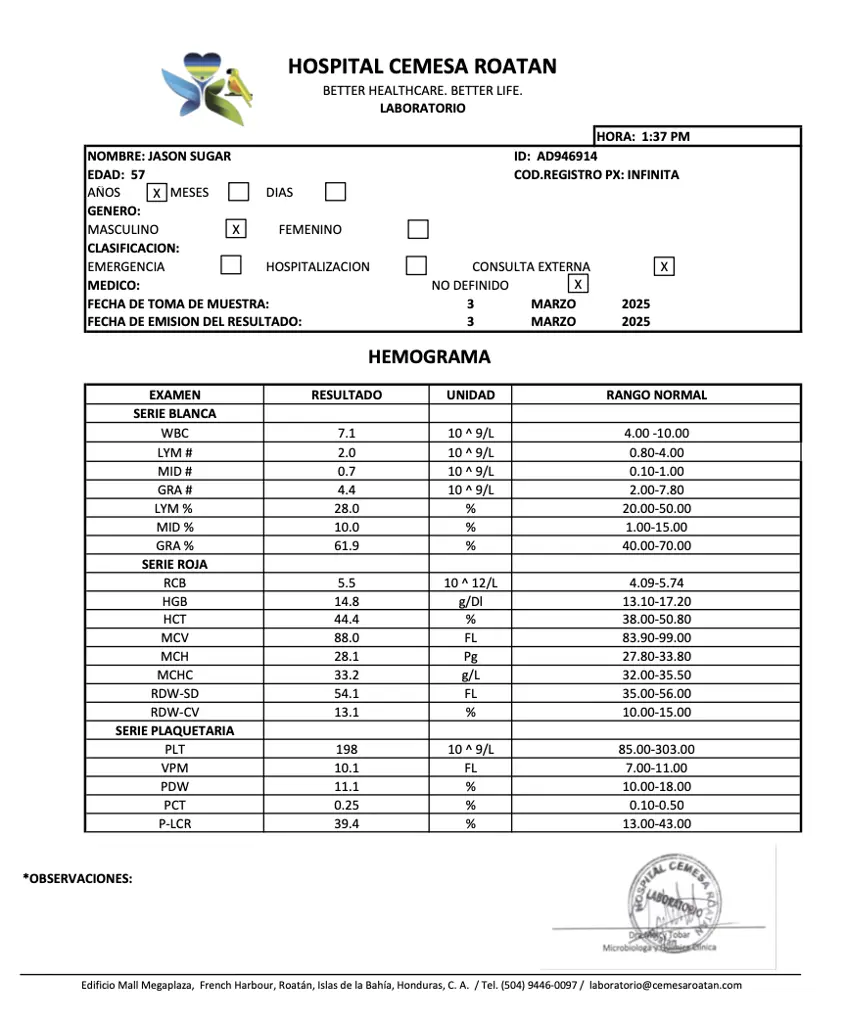 HOSPITAL CEMESA ROATAN
BETTER HEALTHCARE. BETTER LIFE.
LABORATORIO
HORA: 1:37 PM
NOMBRE: JASON SUGAR ID: AD946914
EDAD: 57 COD.REGISTRO PX: INFINITA
AÑOS X MESES DIAS
GENERO:
MASCULINO X FEMENINO
CLASIFICACION:
EMERGENCIA HOSPITALIZACION CONSULTA EXTERNA X
MEDICO: NO DEFINIDO X
FECHA DE TOMA DE MUESTRA: 3 MARZO 2025
FECHA DE EMISION DEL RESULTADO: 3 MARZO 2025
HEMOGRAMA
EXAMEN RESULTADO UNIDAD RANGO NORMAL
SERIE BLANCA
WBC 7.1 10 ^ 9/L 4.00 -10.00
LYM # 2.0 10 ^ 9/L 0.80-4.00
MID # 0.7 10 ^ 9/L 0.10-1.00
GRA # 4.4 10 ^ 9/L 2.00-7.80
LYM % 28.0 % 20.00-50.00
MID % 10.0 % 1.00-15.00
GRA % 61.9 % 40.00-70.00
SERIE ROJA
RCB 5.5 10 ^ 12/L 4.09-5.74
HGB 14.8 g/Dl 13.10-17.20
HCT 44.4 % 38.00-50.80
MCV 88.0 FL 83.90-99.00
MCH 28.1 Pg 27.80-33.80
MCHC 33.2 g/L 32.00-35.50
RDW-SD 54.1 FL 35.00-56.00
RDW-CV 13.1 % 10.00-15.00
SERIE PLAQUETARIA
PLT 198 10 ^ 9/L 85.00-303.00
VPM 10.1 FL 7.00-11.00
PDW 11.1 % 10.00-18.00
PCT 0.25 % 0.10-0.50
P-LCR 39.4 % 13.00-43.00
*OBSERVACIONES:
HOSPITAL CEMESA ROATAN
LABORATORIO
Tobar
Microbiologa Clinica
Edificio Mall Megaplaza, French Harbour, Roatán, Islas de la Bahía, Honduras, C. A. / Tel. (504) 9446-0097 / laboratorio@cemesaroatan.com